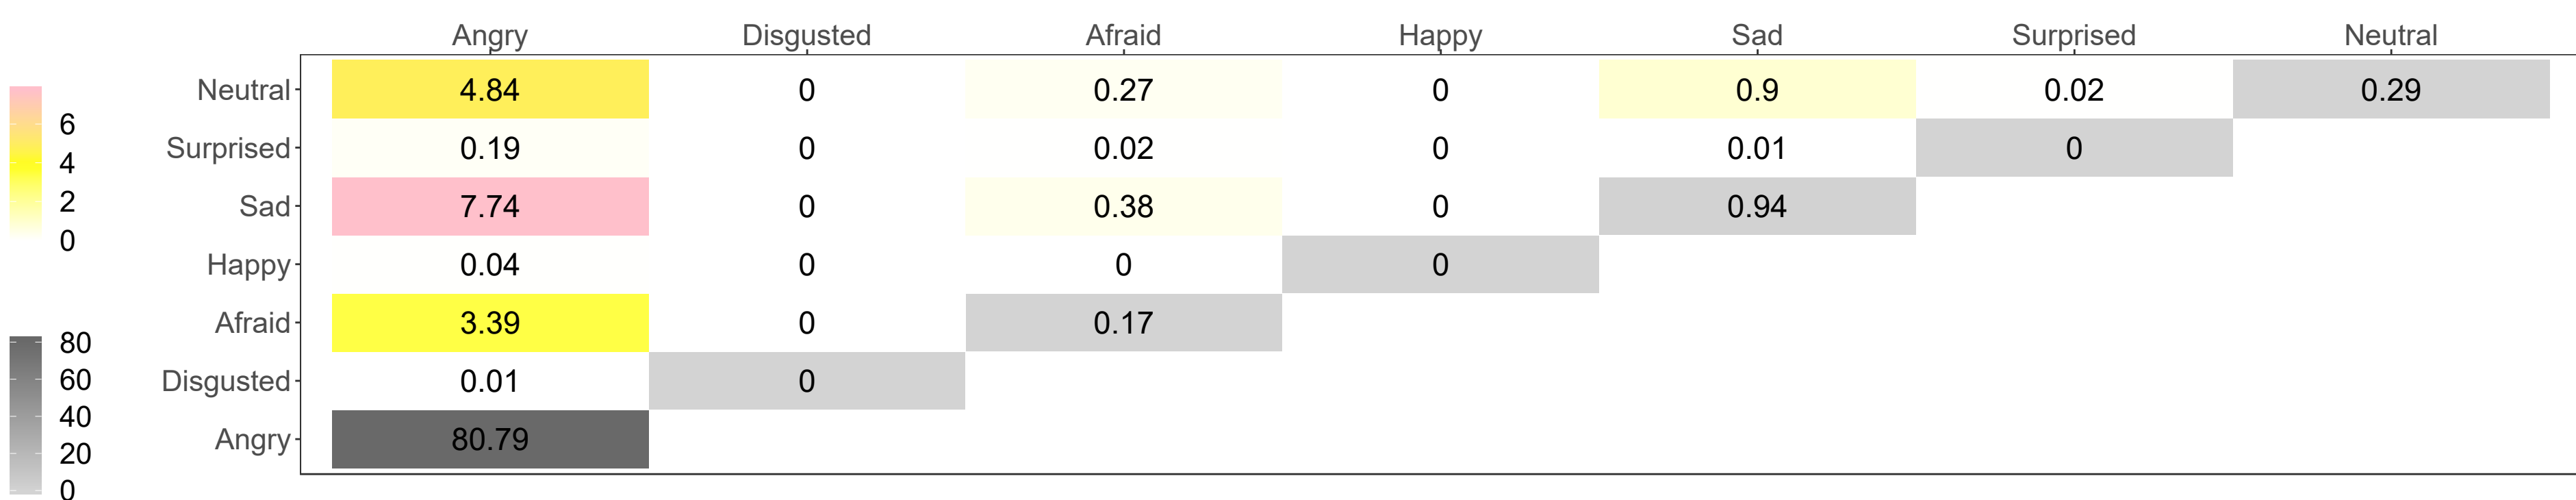 Angry Disgusted Afraid Happy Sad Surprised Neutral
Neutral 4.84 0 0.27 0 0.9 0.02 0.29
Surprised 0.19 0 0.02 0 0.01 0
Sad 7.74 0 0.38 0 0.94
Happy 0.04 0 0 0
Afraid 3.39 0 0.17
Disgusted 0.01 0
Angry 80.79
6
4
2
0
80
60
40
20
0